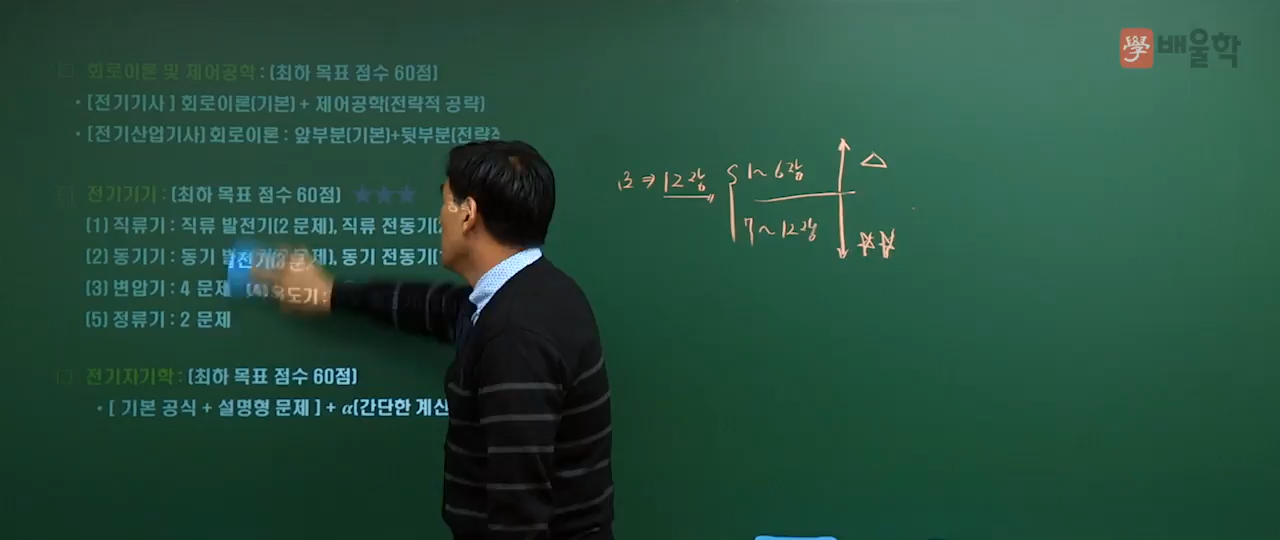 學 배울학
회로이론 및 제어공학 : (최하 목표 점수 60점)
• [전기기사 ] 회로이론(기본) + 제어공학(전략적 공략)
• [전기산업기사] 회로이론 : 앞부분(기본)+뒷부분(전략적
전기기기 : (최하 목표 점수 60점) ★★★
(1) 직류기 : 직류 발전기(2 문제), 직류 전동기(
(2) 동기기 : 동기 발전기( 문제), 동기 전동기(
(3) 변압기 : 4 문제 (4) 유도기 :
(5) 정류기 : 2 문제
전기자기학 : (최하 목표 점수 60점)
• [ 기본 공식 + 설명형 문제 ] + α(간단한 계산
⇒ 12강
1~6강 △
7~12강 ☆☆